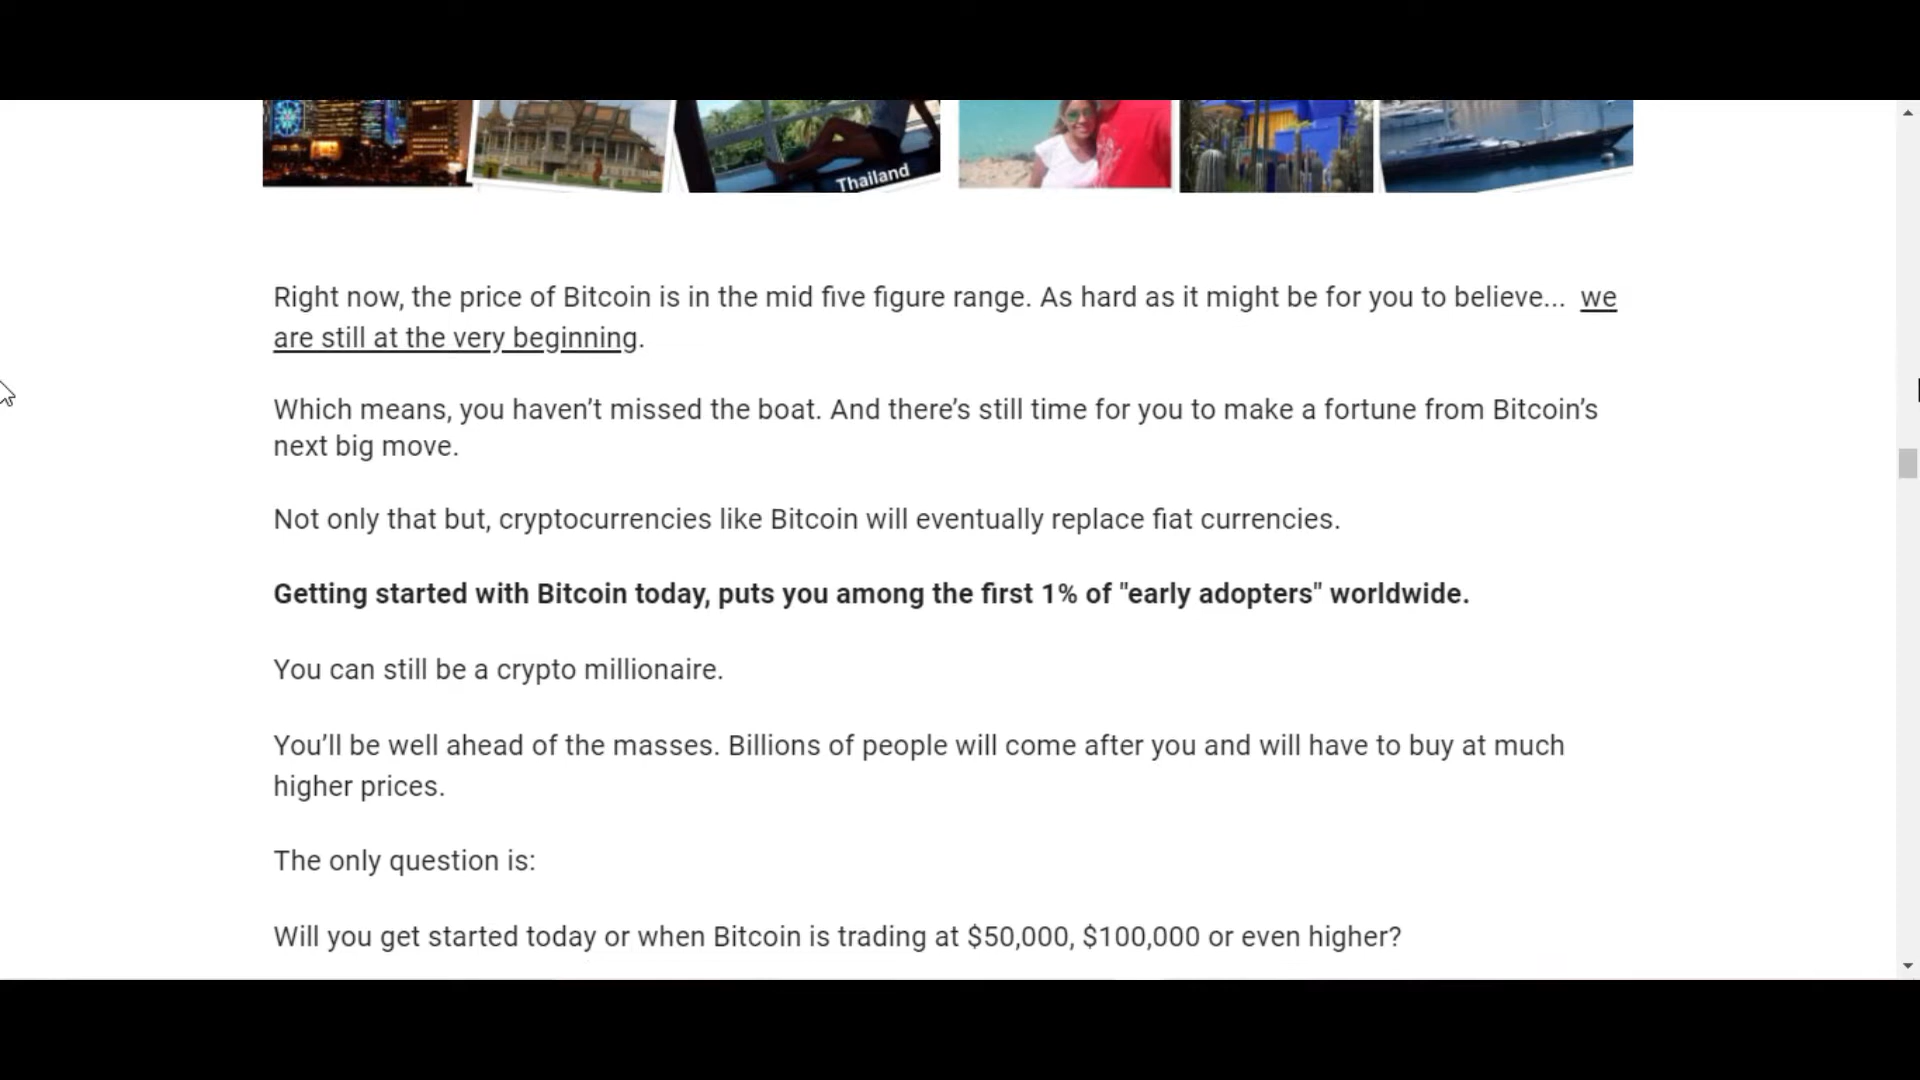 Thailand
Right now, the price of Bitcoin is in the mid five figure range. As hard as it might be for you to believe... we
are still at the very beginning.
Which means, you haven’t missed the boat. And there’s still time for you to make a fortune from Bitcoin’s
next big move.
Not only that but, cryptocurrencies like Bitcoin will eventually replace fiat currencies.
Getting started with Bitcoin today, puts you among the first 1% of "early adopters" worldwide.
You can still be a crypto millionaire.
You’ll be well ahead of the masses. Billions of people will come after you and will have to buy at much
higher prices.
The only question is:
Will you get started today or when Bitcoin is trading at $50,000, $100,000 or even higher?